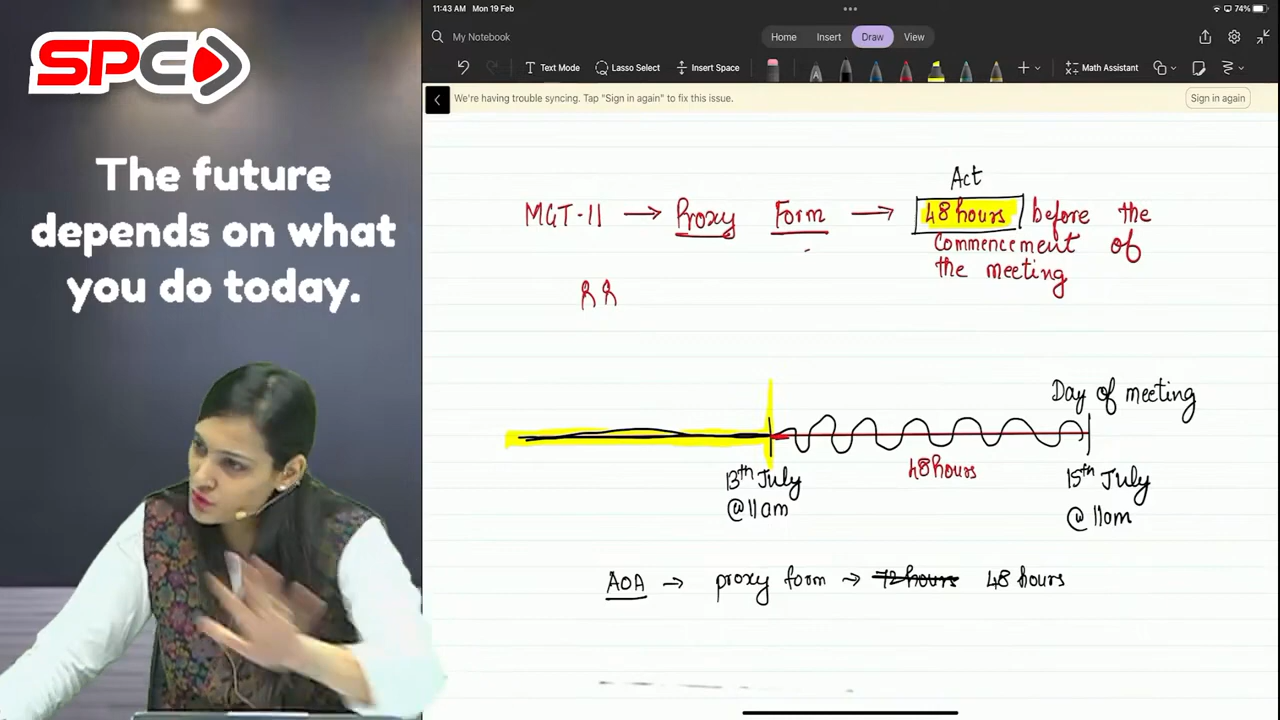 SPC
The future
depends on what
you do today.
11:43 AM Mon 19 Feb
74%
My Notebook
Home Insert Draw View
Text Mode Lasso Select Insert Space Math Assistant
We're having trouble syncing. Tap "Sign in again" to fix this issue.
Sign in again
Act
MGT-11 → Proxy Form → 48 hours before the
commencement of
the meeting
Day of meeting
48 hours
13th July
@ 11am
15th July
@ 11am
AOA → proxy form → 72 hours 48 hours